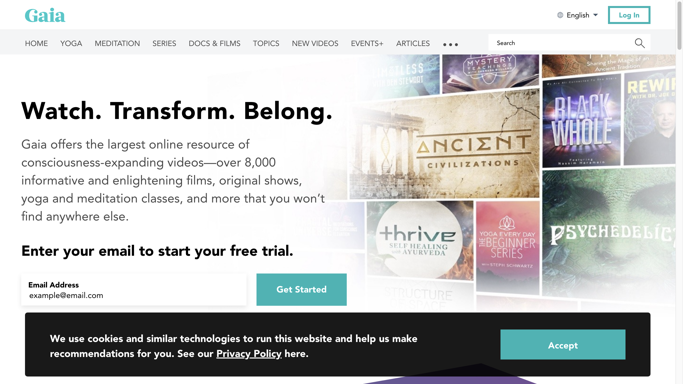 Gaia
English
Log In
HOME YOGA MEDITATION SERIES DOCS & FILMS TOPICS NEW VIDEOS EVENTS+ ARTICLES
Search
Watch. Transform. Belong.
Gaia offers the largest online resource of
consciousness-expanding videos—over 8,000
informative and enlightening films, original shows,
yoga and meditation classes, and more that you won't
find anywhere else.
Enter your email to start your free trial.
Email Address
example@email.com
Get Started
MYSTERY
TEACHINGS
ANCIENT
CIVILIZATIONS
BLACK
WHOLE
REWI
thrive
SELF HEALING
with AYURVEDA
YOGA EVERY DAY
THE BEGINNER
SERIES
PSYCHEDELIC
We use cookies and similar technologies to run this website and help us make
recommendations for you. See our Privacy Policy here.
Accept